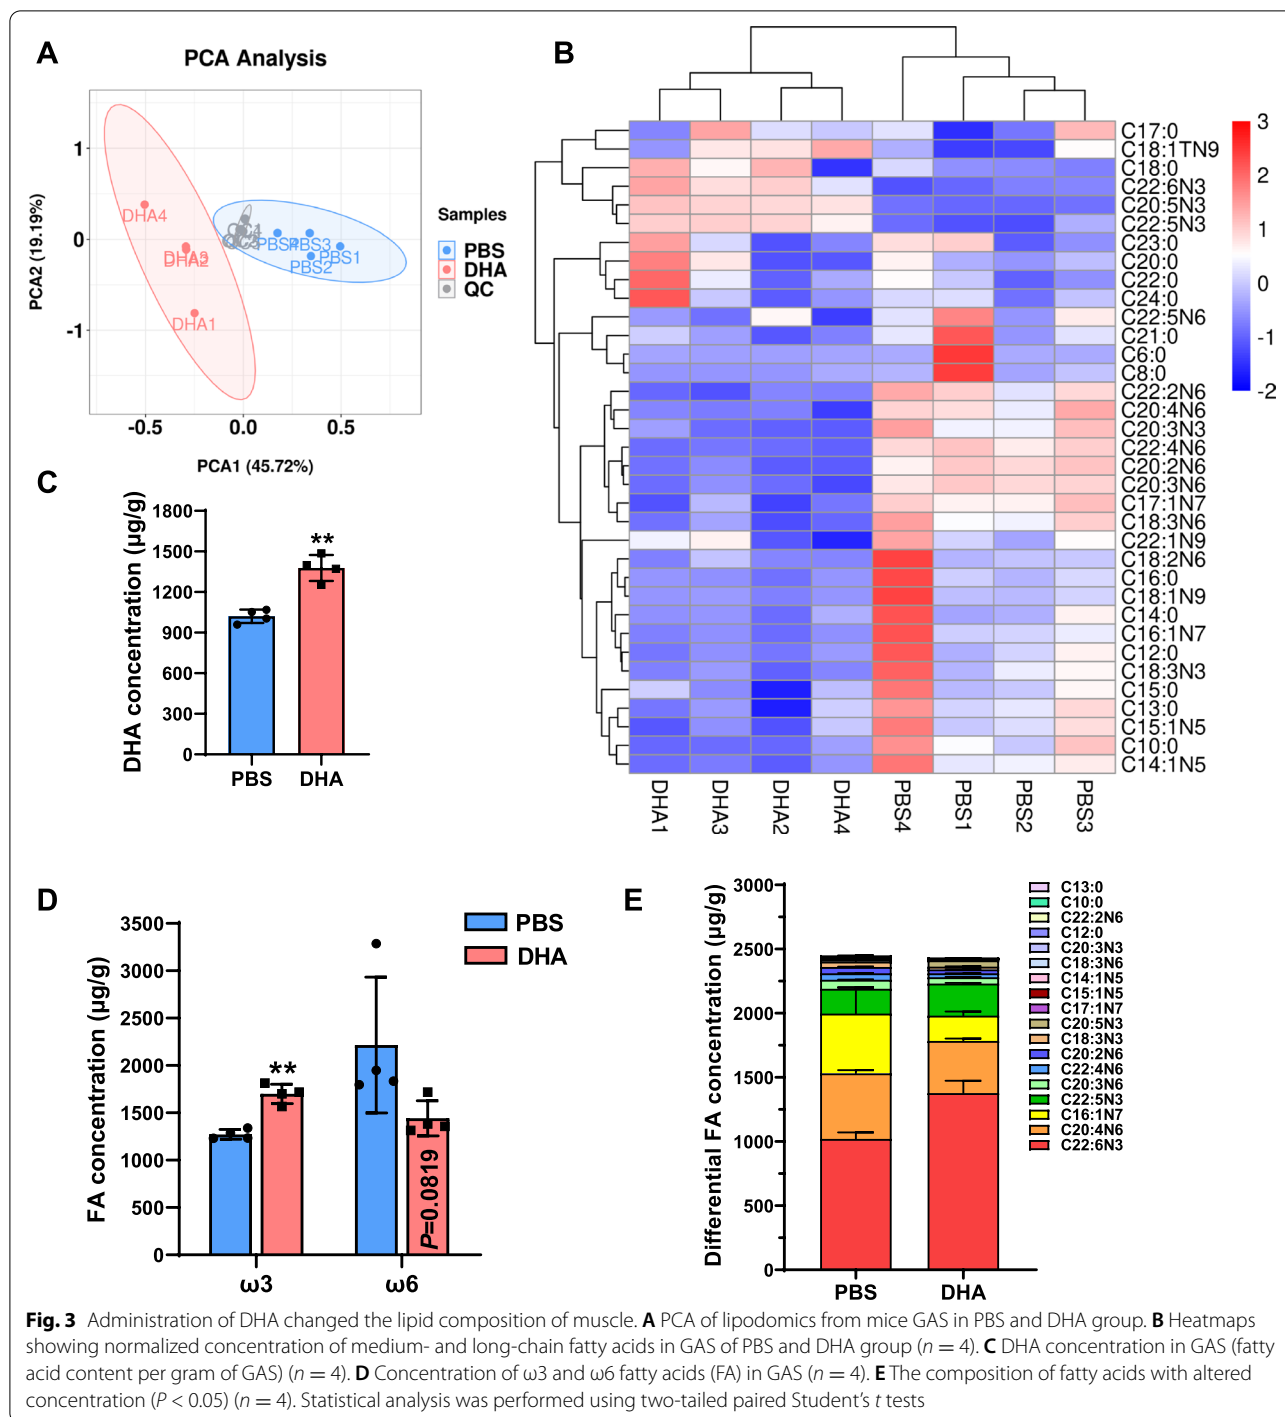 A
PCA Analysis
PCA2 (19.19%)
1
0
-1
DHA4
DHA2
DHA1
PBS4
PBS3
PBS1
PBS2
-0.5
0.0
0.5
PCA1 (45.72%)
Samples
PBS
DHA
QC
B
C17:0
C18:1TN9
C18:0
C22:6N3
C20:5N3
C22:5N3
C23:0
C20:0
C22:0
C24:0
C22:5N6
C21:0
C6:0
C8:0
C22:2N6
C20:4N6
C20:3N3
C22:4N6
C20:2N6
C20:3N6
C17:1N7
C18:3N6
C22:1N9
C18:2N6
C16:0
C18:1N9
C14:0
C16:1N7
C12:0
C18:3N3
C15:0
C13:0
C15:1N5
C10:0
C14:1N5
DHA1
DHA3
DHA2
DHA4
PBS4
PBS1
PBS2
PBS3
3
2
1
0
-1
-2
C
DHA concentration (µg/g)
1800
1500
1200
900
600
300
0
**
PBS
DHA
D
FA concentration (µg/g)
3500
3000
2500
2000
1500
1000
500
0
**
P=0.0819
ω3
ω6
PBS
DHA
E
Differential FA concentration (µg/g)
3000
2500
2000
1500
1000
500
0
PBS
DHA
C13:0
C10:0
C22:2N6
C12:0
C20:3N3
C18:3N6
C14:1N5
C15:1N5
C17:1N7
C20:5N3
C18:3N3
C20:2N6
C22:4N6
C20:3N6
C22:5N3
C16:1N7
C20:4N6
C22:6N3
Fig. 3 Administration of DHA changed the lipid composition of muscle. A PCA of lipodomics from mice GAS in PBS and DHA group. B Heatmaps
showing normalized concentration of medium- and long-chain fatty acids in GAS of PBS and DHA group (n = 4). C DHA concentration in GAS (fatty
acid content per gram of GAS) (n = 4). D Concentration of ω3 and ω6 fatty acids (FA) in GAS (n = 4). E The composition of fatty acids with altered
concentration (P < 0.05) (n = 4). Statistical analysis was performed using two-tailed paired Student's t tests